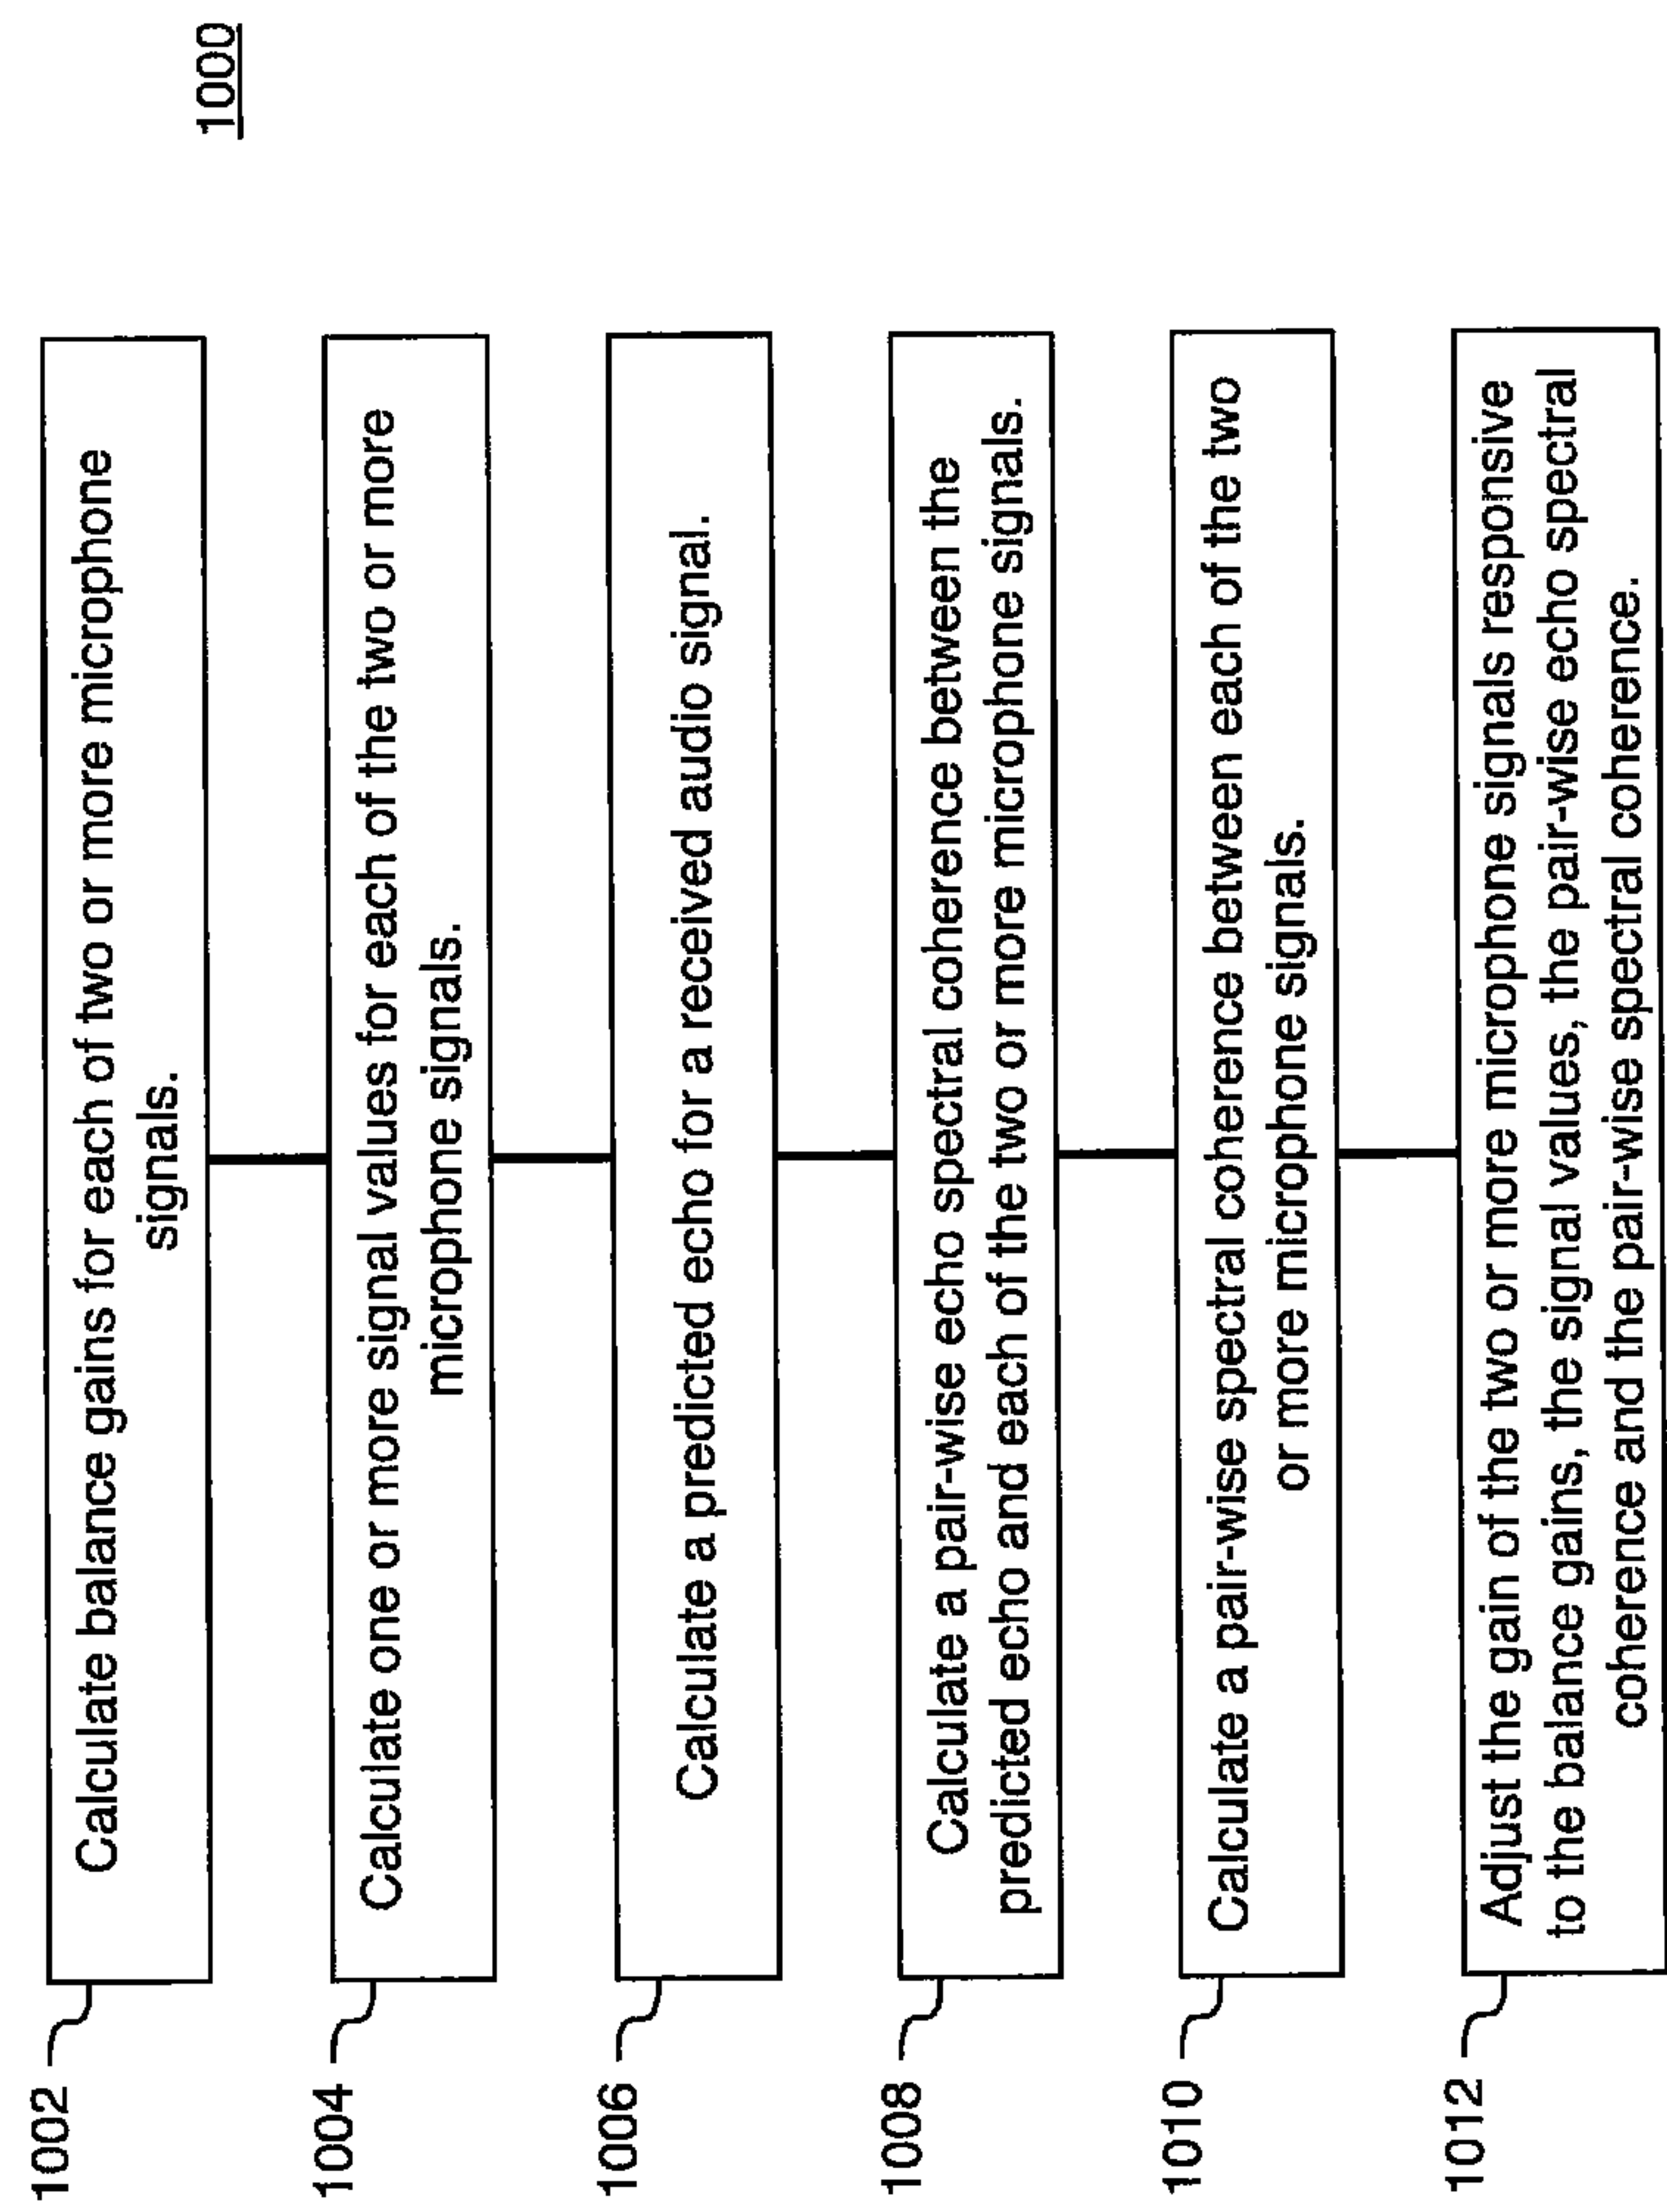 1000
1002
Calculate balance gains for each of two or more microphone
signals.
1004
Calculate one or more signal values for each of the two or more
microphone signals.
1006
Calculate a predicted echo for a received audio signal.
1008
Calculate a pair-wise echo spectral coherence between the
predicted echo and each of the two or more microphone signals.
1010
Calculate a pair-wise spectral coherence between each of the two
or more microphone signals.
1012
Adjust the gain of the two or more microphone signals responsive
to the balance gains, the signal values, the pair-wise echo spectral
coherence and the pair-wise spectral coherence.